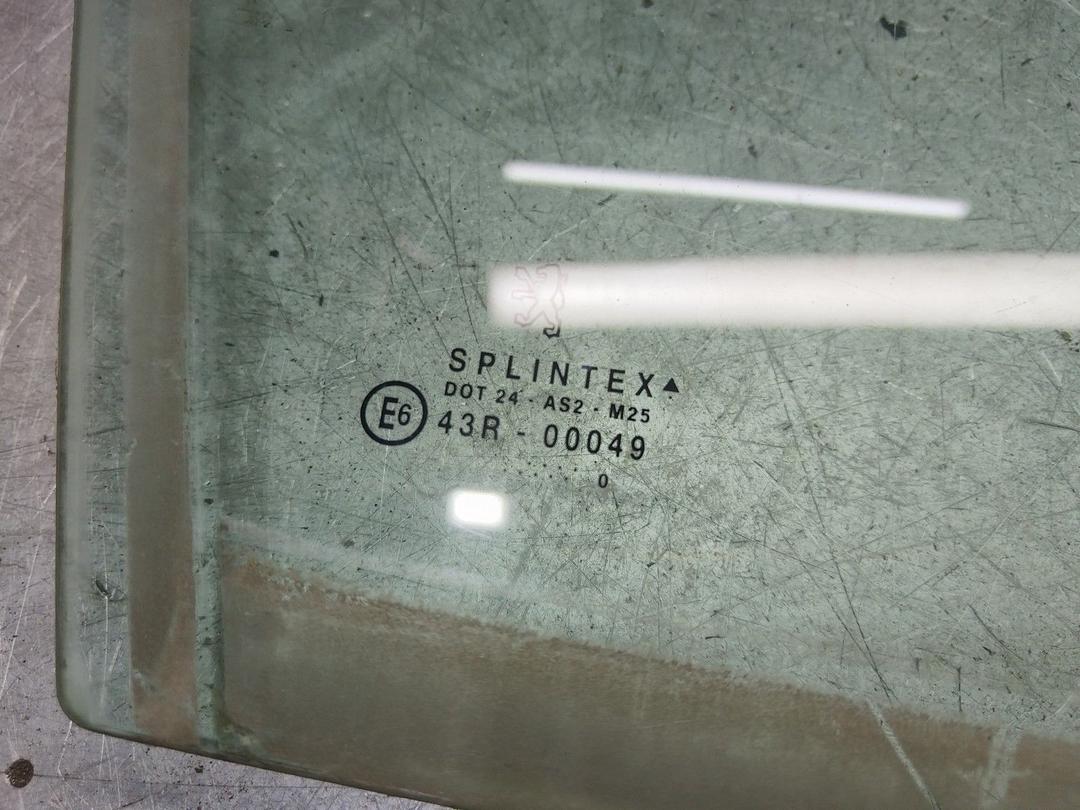 SPLINTEX▲
DOT 24 - AS2 - M25
E6
43R - 00049
..... 0